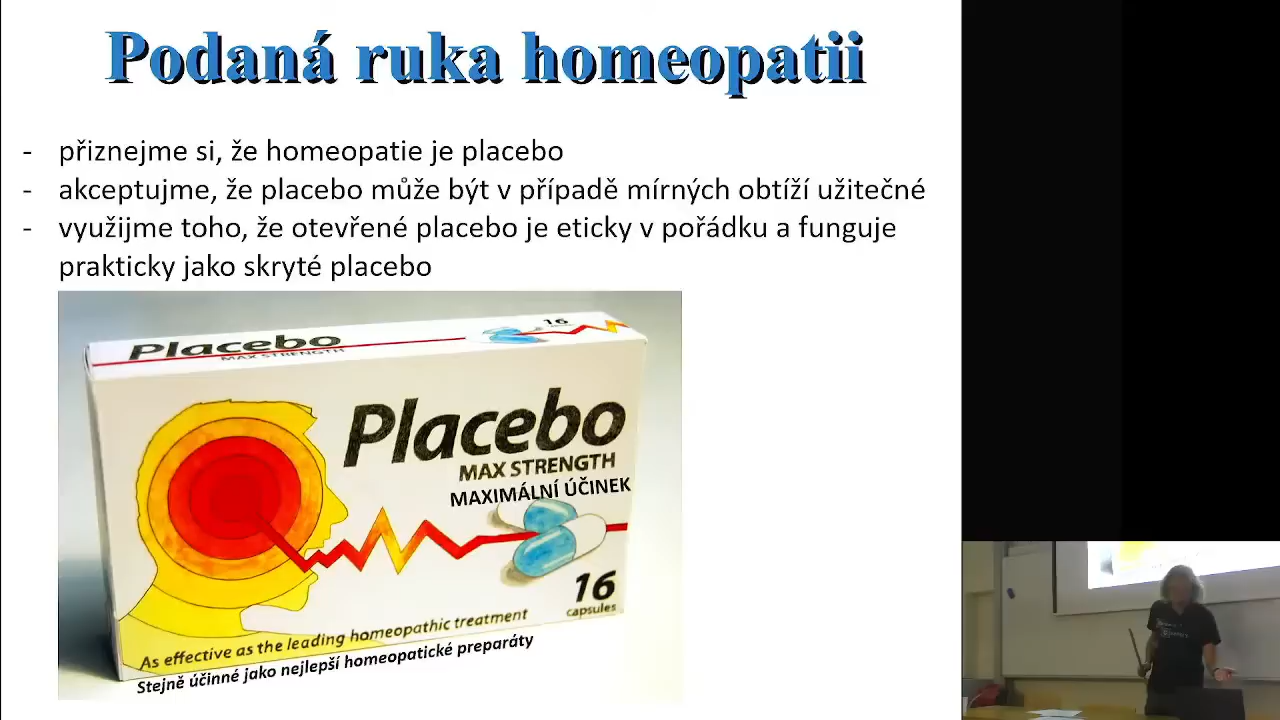 Podaná ruka homeopatii
- přiznejme si, že homeopatie je placebo
- akceptujme, že placebo může být v případě mírných obtíží užitečné
- využijme toho, že otevřené placebo je eticky v pořádku a funguje
prakticky jako skryté placebo
16
Placebo
MAX STRENGTH
Placebo
MAX STRENGTH
MAXIMÁLNÍ ÚČINEK
16
capsules
As effective as the leading homeopathic treatment
Stejně účinné jako nejlepší homeopatické preparáty